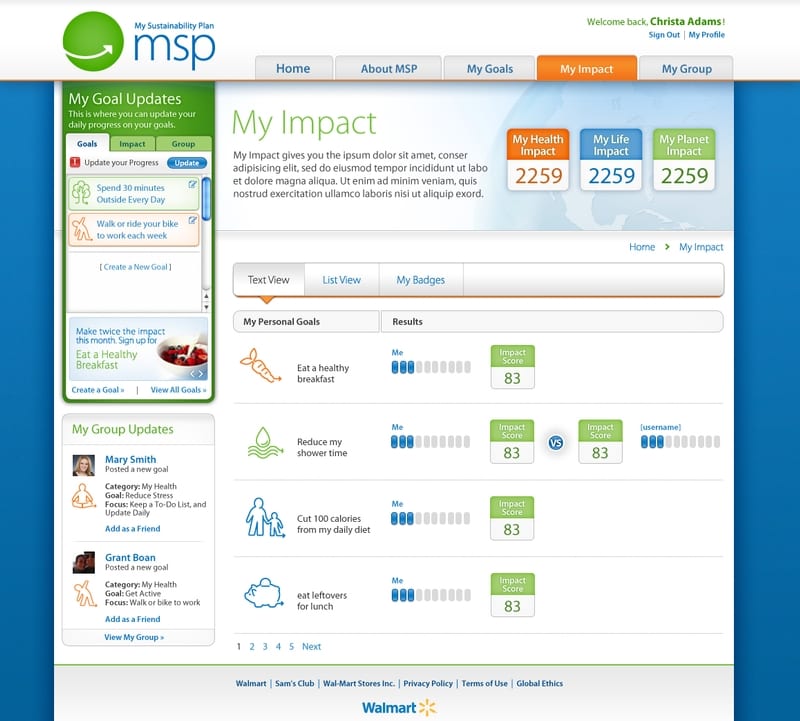 My Sustainability Plan
msp
Welcome back, Christa Adams!
Sign Out | My Profile
Home
About MSP
My Goals
My Impact
My Group
My Goal Updates
This is where you can update your
daily progress on your goals.
Goals
Impact
Group
! Update your Progress
Update
Spend 30 minutes
Outside Every Day
Walk or ride your bike
to work each week
[ Create a New Goal ]
Make twice the impact
this month. Sign up for
Eat a Healthy
Breakfast
Create a Goal » | View All Goals »
My Group Updates
Mary Smith
Posted a new goal
Category: My Health
Goal: Reduce Stress
Focus: Keep a To-Do List, and
Update Daily
Add as a Friend
Grant Boan
Posted a new goal
Category: My Health
Goal: Get Active
Focus: Walk or bike to work
Add as a Friend
View My Group »
My Impact
My Impact gives you the ipsum dolor sit amet, conser
adipisicing elit, sed do eiusmod tempor incididunt ut labo
et dolore magna aliqua. Ut enim ad minim veniam, quis
nostrud exercitation ullamco laboris nisi ut aliquip exord.
My Health
Impact
2259
My Life
Impact
2259
My Planet
Impact
2259
Home > My Impact
Text View
List View
My Badges
My Personal Goals
Results
Eat a healthy
breakfast
Me
Impact
Score
83
Reduce my
shower time
Me
Impact
Score
83
VS
Impact
Score
83
[username]
Cut 100 calories
from my daily diet
Me
Impact
Score
83
eat leftovers
for lunch
Me
Impact
Score
83
1 2 3 4 5 Next
Walmart | Sam's Club | Wal-Mart Stores Inc. | Privacy Policy | Terms of Use | Global Ethics
Walmart